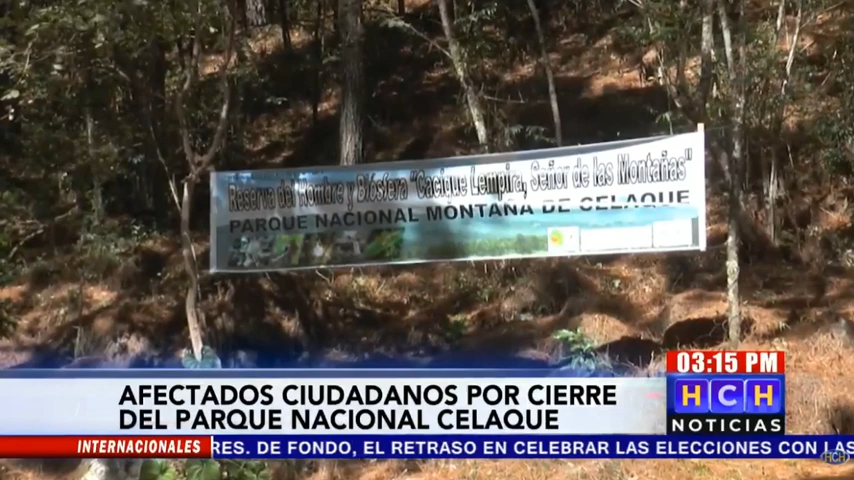 Reserva del Hombre y Biósfera "Cacique Lempira, Señor de las Montañas"
PARQUE NACIONAL MONTAÑA DE CELAQUE
03:15 PM
HCH
NOTICIAS
AFECTADOS CIUDADANOS POR CIERRE
DEL PARQUE NACIONAL CELAQUE
INTERNACIONALES
RES. DE FONDO, EL RETRASO EN CELEBRAR LAS ELECCIONES CON LAS
HCH